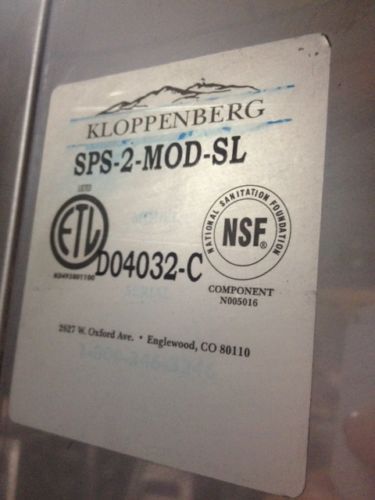 KLOPPENBERG
SPS-2-MOD-SL
LISTED
ETL
D04032-C
NATIONAL SANITATION FOUNDATION
NSF®
COMPONENT
N005016
2627 W. Oxford Ave. • Englewood, CO 80110